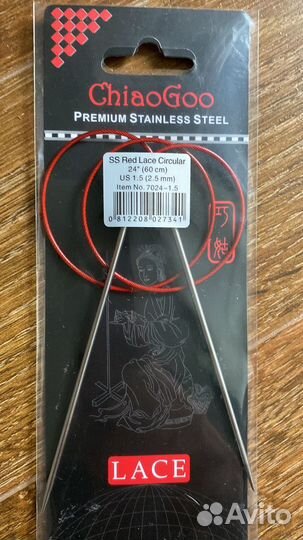 ChiaoGoo
PREMIUM STAINLESS STEEL
SS Red Lace Circular
24" (60 cm)
US 1.5 (2.5 mm)
Item No. 7024-1.5
0 812208 027341
巧
LACE
Avito